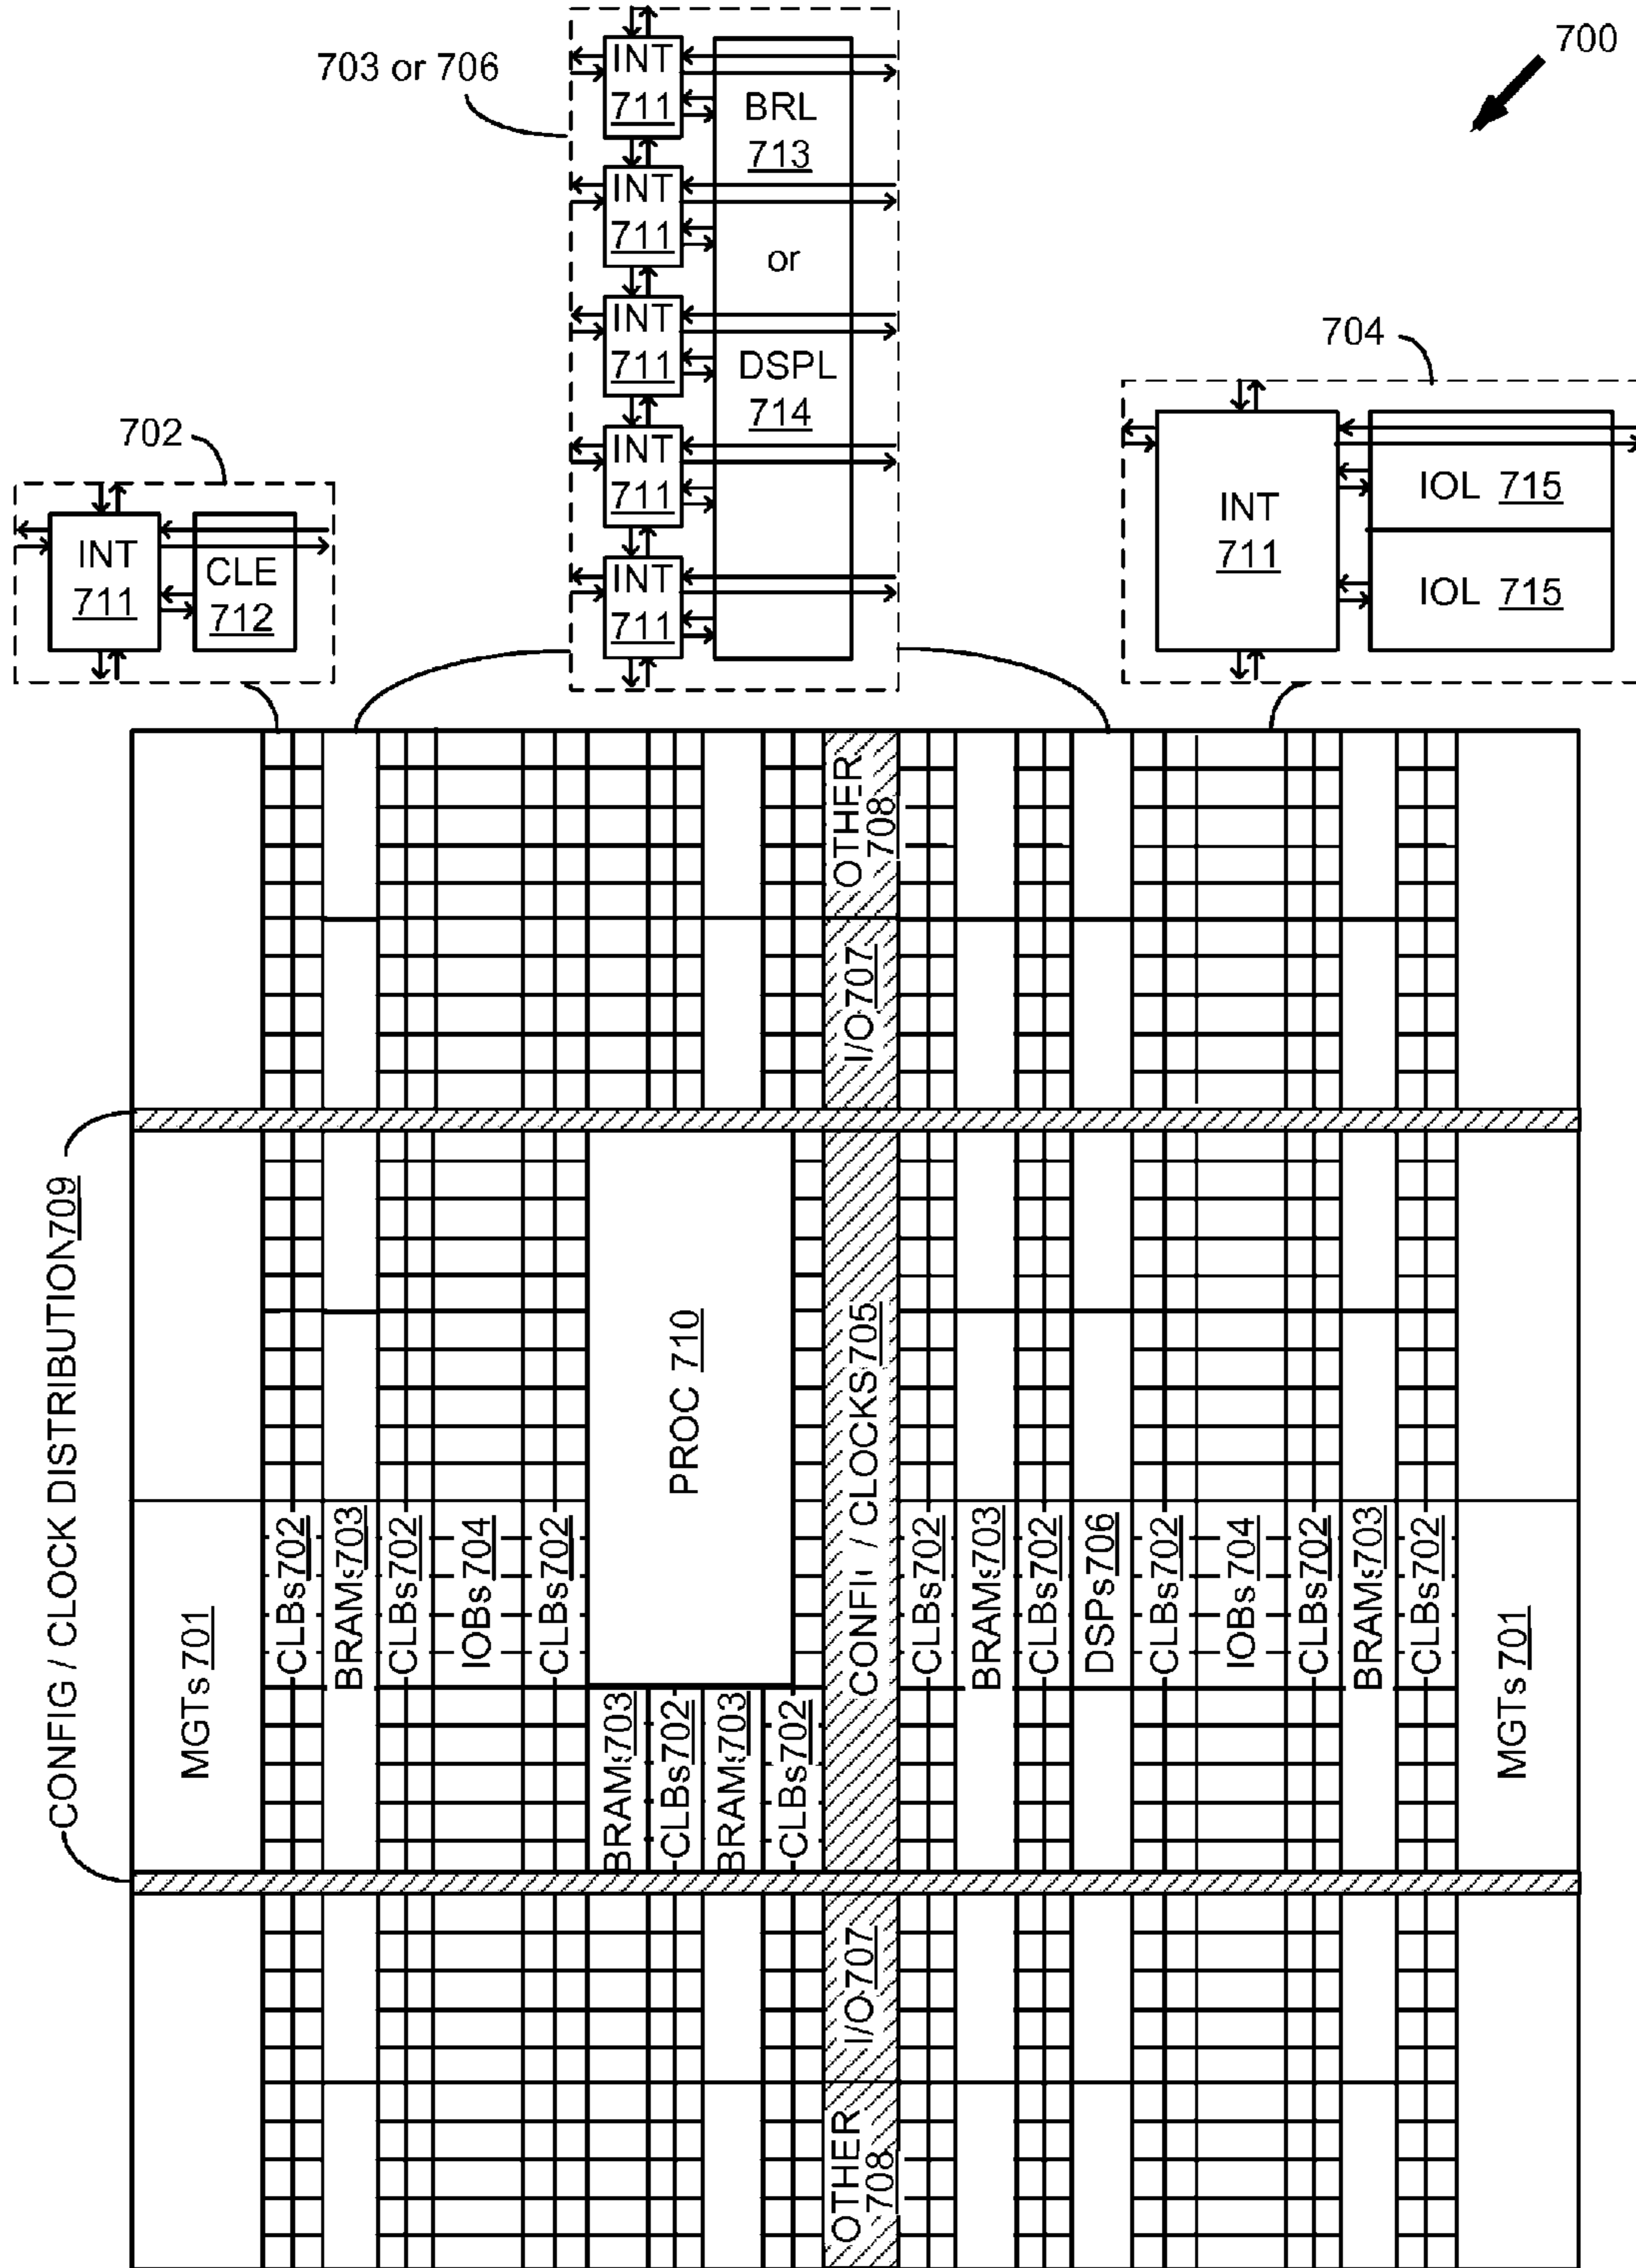 700
703 or 706
INT
711
INT
711
INT
711
INT
711
INT
711
BRL
713
or
DSPL
714
704
INT
711
IOL 715
IOL 715
702
INT
711
CLE
712
OTHER
708
I/O 707
CONFIG / CLOCK DISTRIBUTION 709
PROC 710
CONFIG / CLOCKS 705
MGTs 701
CLBs 702
BRAMs 703
CLBs 702
IOBs 704
CLBs 702
BRAMs 703
CLBs 702
BRAMs 703
CLBs 702
CLBs 702
BRAMs 703
CLBs 702
DSPs 706
CLBs 702
IOBs 704
CLBs 702
BRAMs 703
CLBs 702
MGTs 701
I/O 707
OTHER
708